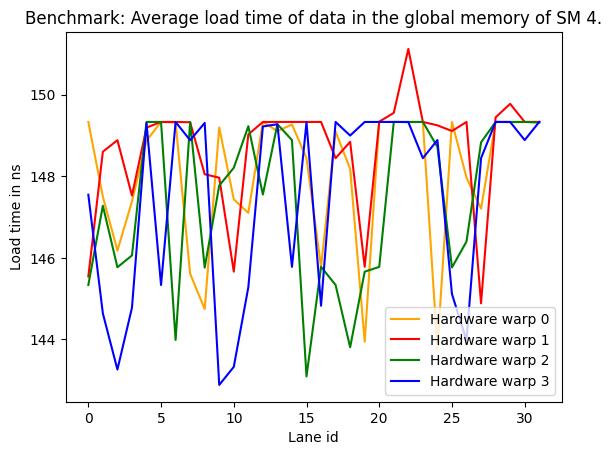 Benchmark: Average load time of data in the global memory of SM 4.
Load time in ns
150
148
146
144
0
5
10
15
20
25
30
Lane id
Hardware warp 0
Hardware warp 1
Hardware warp 2
Hardware warp 3